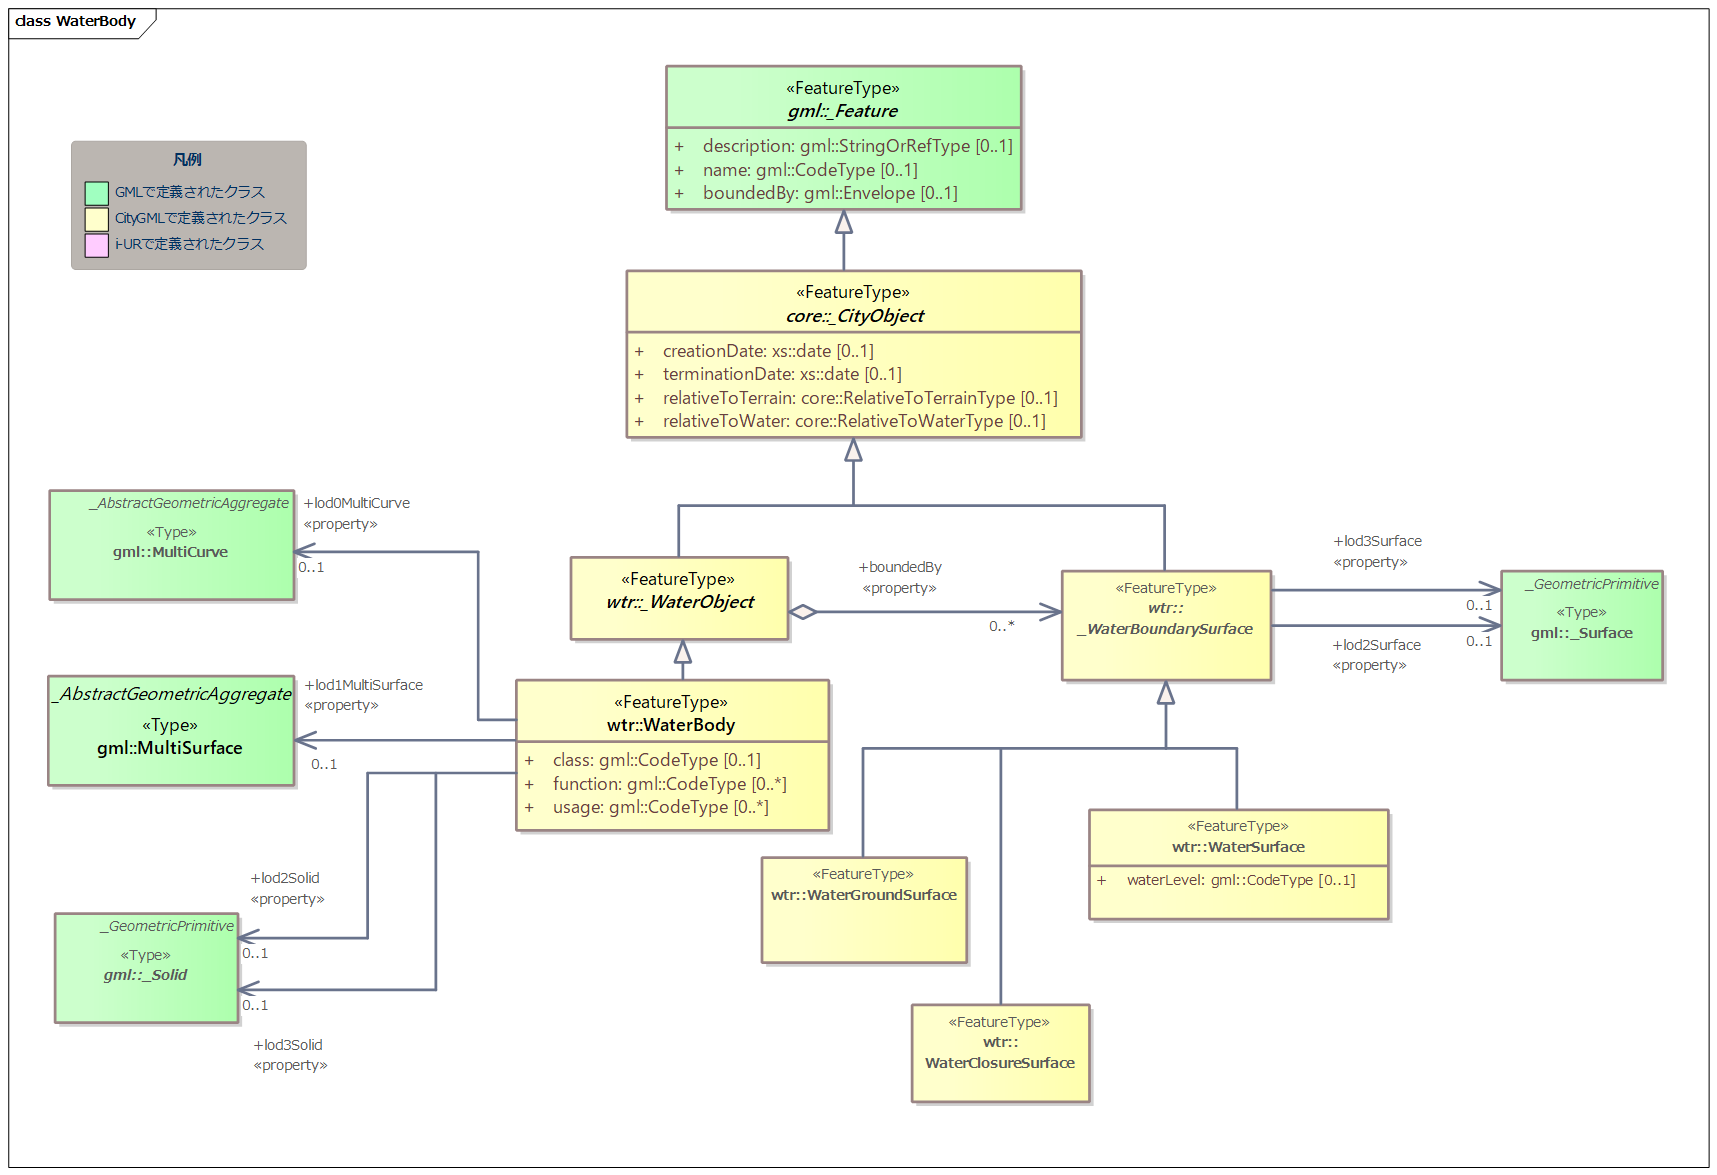 class WaterBody
«FeatureType»
gml::_Feature
+ description: gml::StringOrRefType [0..1]
+ name: gml::CodeType [0..1]
+ boundedBy: gml::Envelope [0..1]
凡例
GMLで定義されたクラス
CityGMLで定義されたクラス
i-URで定義されたクラス
«FeatureType»
core::_CityObject
+ creationDate: xs::date [0..1]
+ terminationDate: xs::date [0..1]
+ relativeToTerrain: core::RelativeToTerrainType [0..1]
+ relativeToWater: core::RelativeToWaterType [0..1]
_AbstractGeometricAggregate
«Type»
gml::MultiCurve
+lod0MultiCurve
«property»
0..1
«FeatureType»
wtr::_WaterObject
+boundedBy
«property»
0..*
«FeatureType»
wtr::
_WaterBoundarySurface
+lod3Surface
«property»
0..1
0..1
+lod2Surface
«property»
_GeometricPrimitive
«Type»
gml::_Surface
_AbstractGeometricAggregate
«Type»
gml::MultiSurface
+lod1MultiSurface
«property»
0..1
«FeatureType»
wtr::WaterBody
+ class: gml::CodeType [0..1]
+ function: gml::CodeType [0..*]
+ usage: gml::CodeType [0..*]
«FeatureType»
wtr::WaterSurface
+ waterLevel: gml::CodeType [0..1]
«FeatureType»
wtr::WaterGroundSurface
+lod2Solid
«property»
_GeometricPrimitive
«Type»
gml::_Solid
0..1
0..1
+lod3Solid
«property»
«FeatureType»
wtr::
WaterClosureSurface